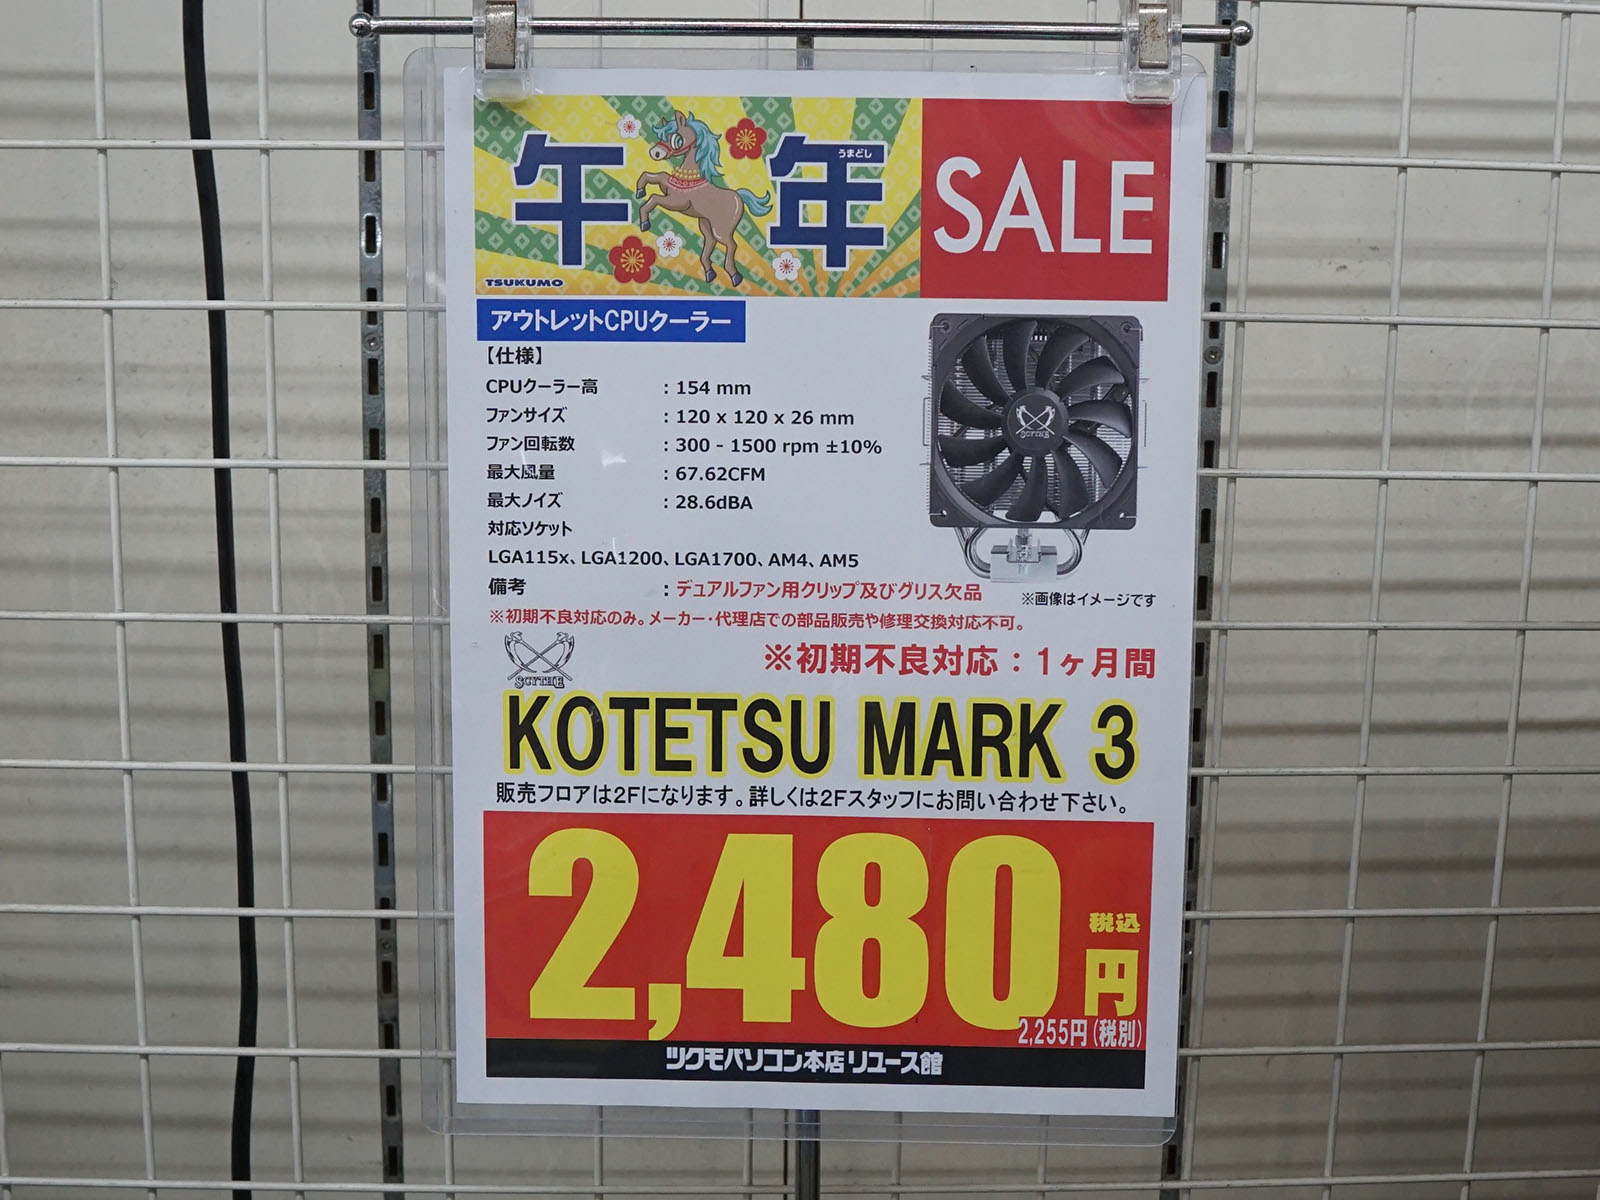 午年
うまどし
TSUKUMO
SALE
アウトレットCPUクーラー
【仕様】
CPUクーラー高 : 154 mm
ファンサイズ : 120 x 120 x 26 mm
ファン回転数 : 300 - 1500 rpm ±10%
最大風量 : 67.62CFM
最大ノイズ : 28.6dBA
対応ソケット
LGA115x、LGA1200、LGA1700、AM4、AM5
備考 : デュアルファン用クリップ及びグリス欠品
SCYTHE
※画像はイメージです
※初期不良対応のみ。メーカー・代理店での部品販売や修理交換対応不可。
SCYTHE
※初期不良対応：1ヶ月間
KOTETSU MARK 3
販売フロアは2Fになります。詳しくは2Fスタッフにお問い合わせ下さい。
2,480円 税込
2,255円（税別）
ツクモパソコン本店 リユース館